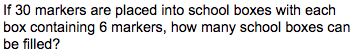 If 30 markers are placed into school boxes with each
box containing 6 markers, how many school boxes can
be filled?